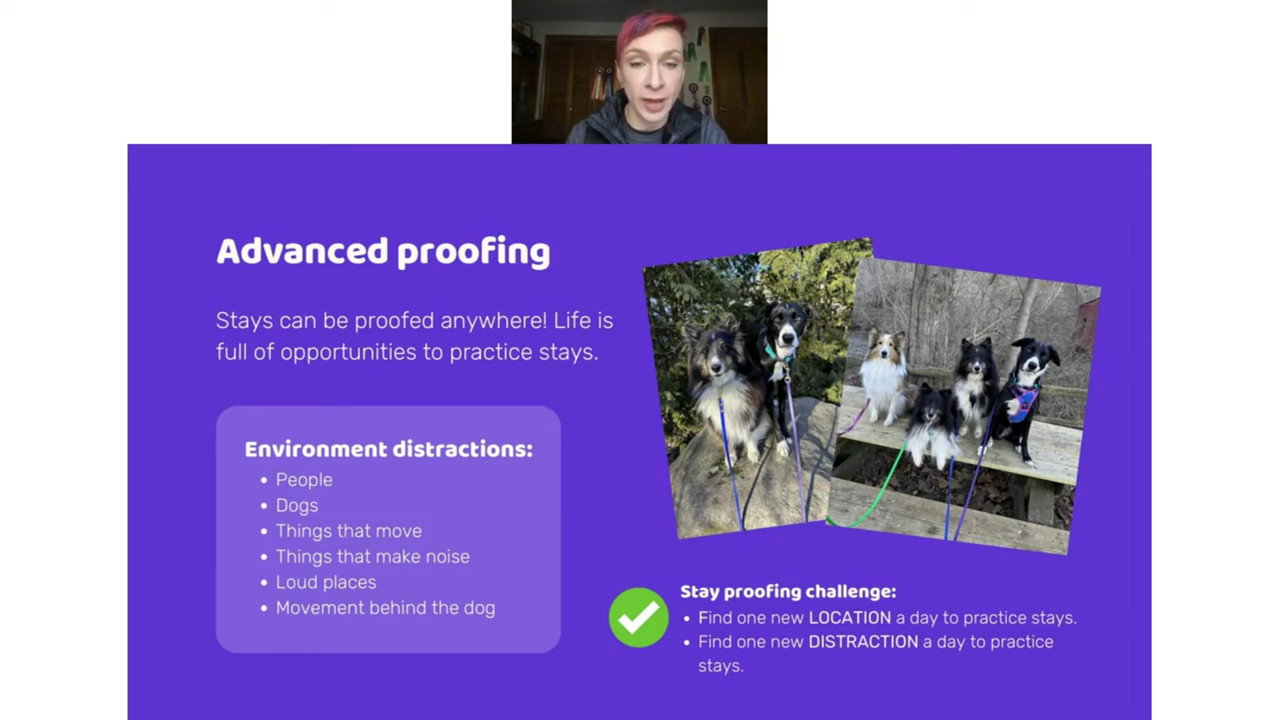 Advanced proofing
Stays can be proofed anywhere! Life is
full of opportunities to practice stays.
Environment distractions:
• People
• Dogs
• Things that move
• Things that make noise
• Loud places
• Movement behind the dog
Stay proofing challenge:
• Find one new LOCATION a day to practice stays.
• Find one new DISTRACTION a day to practice
stays.